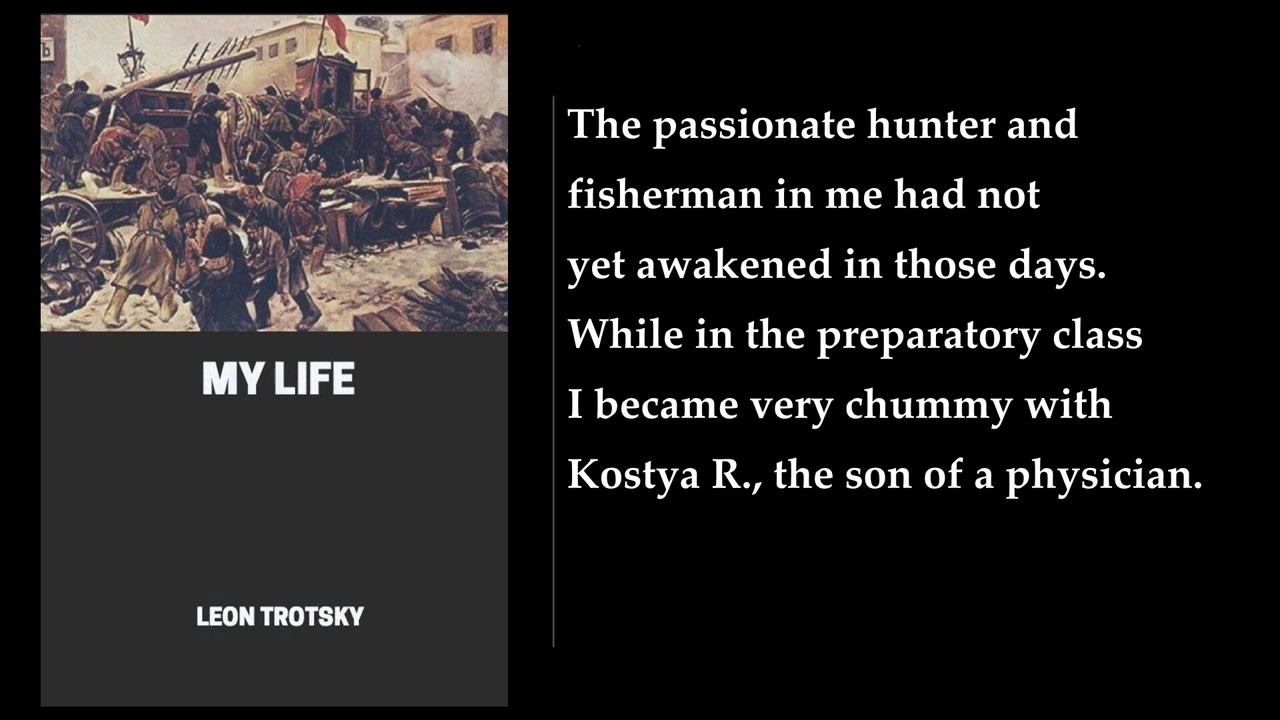 MY LIFE
LEON TROTSKY
The passionate hunter and
fisherman in me had not
yet awakened in those days.
While in the preparatory class
I became very chummy with
Kostya R., the son of a physician.